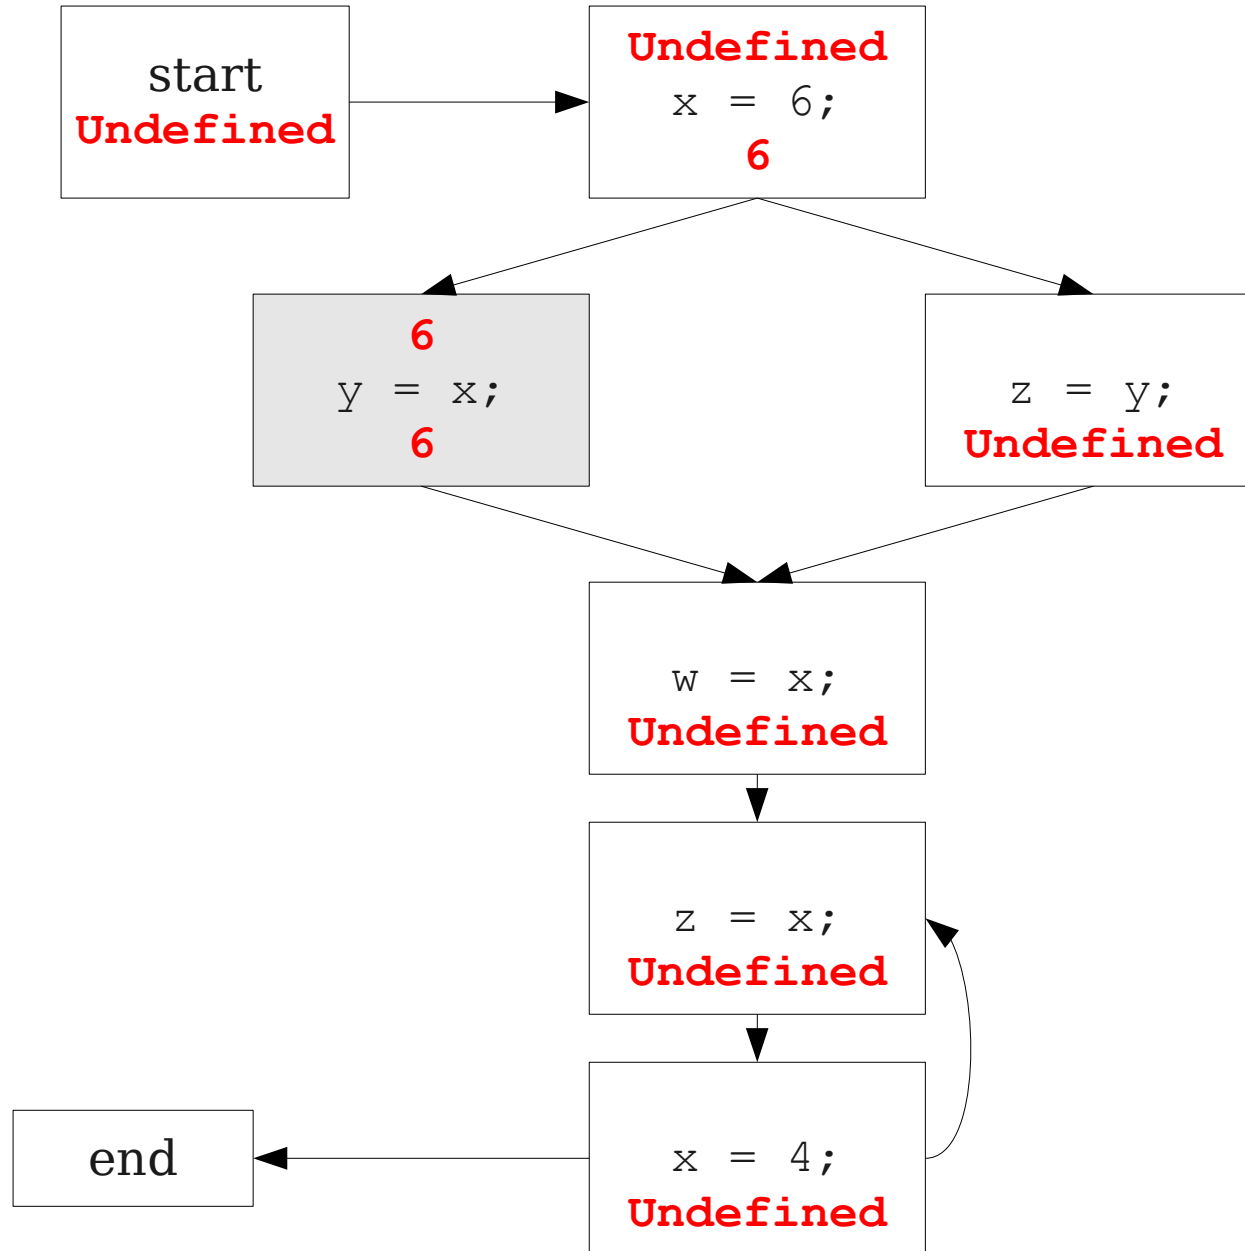 start
Undefined
Undefined
x = 6;
6
6
y = x;
6
z = y;
Undefined
w = x;
Undefined
z = x;
Undefined
x = 4;
Undefined
end